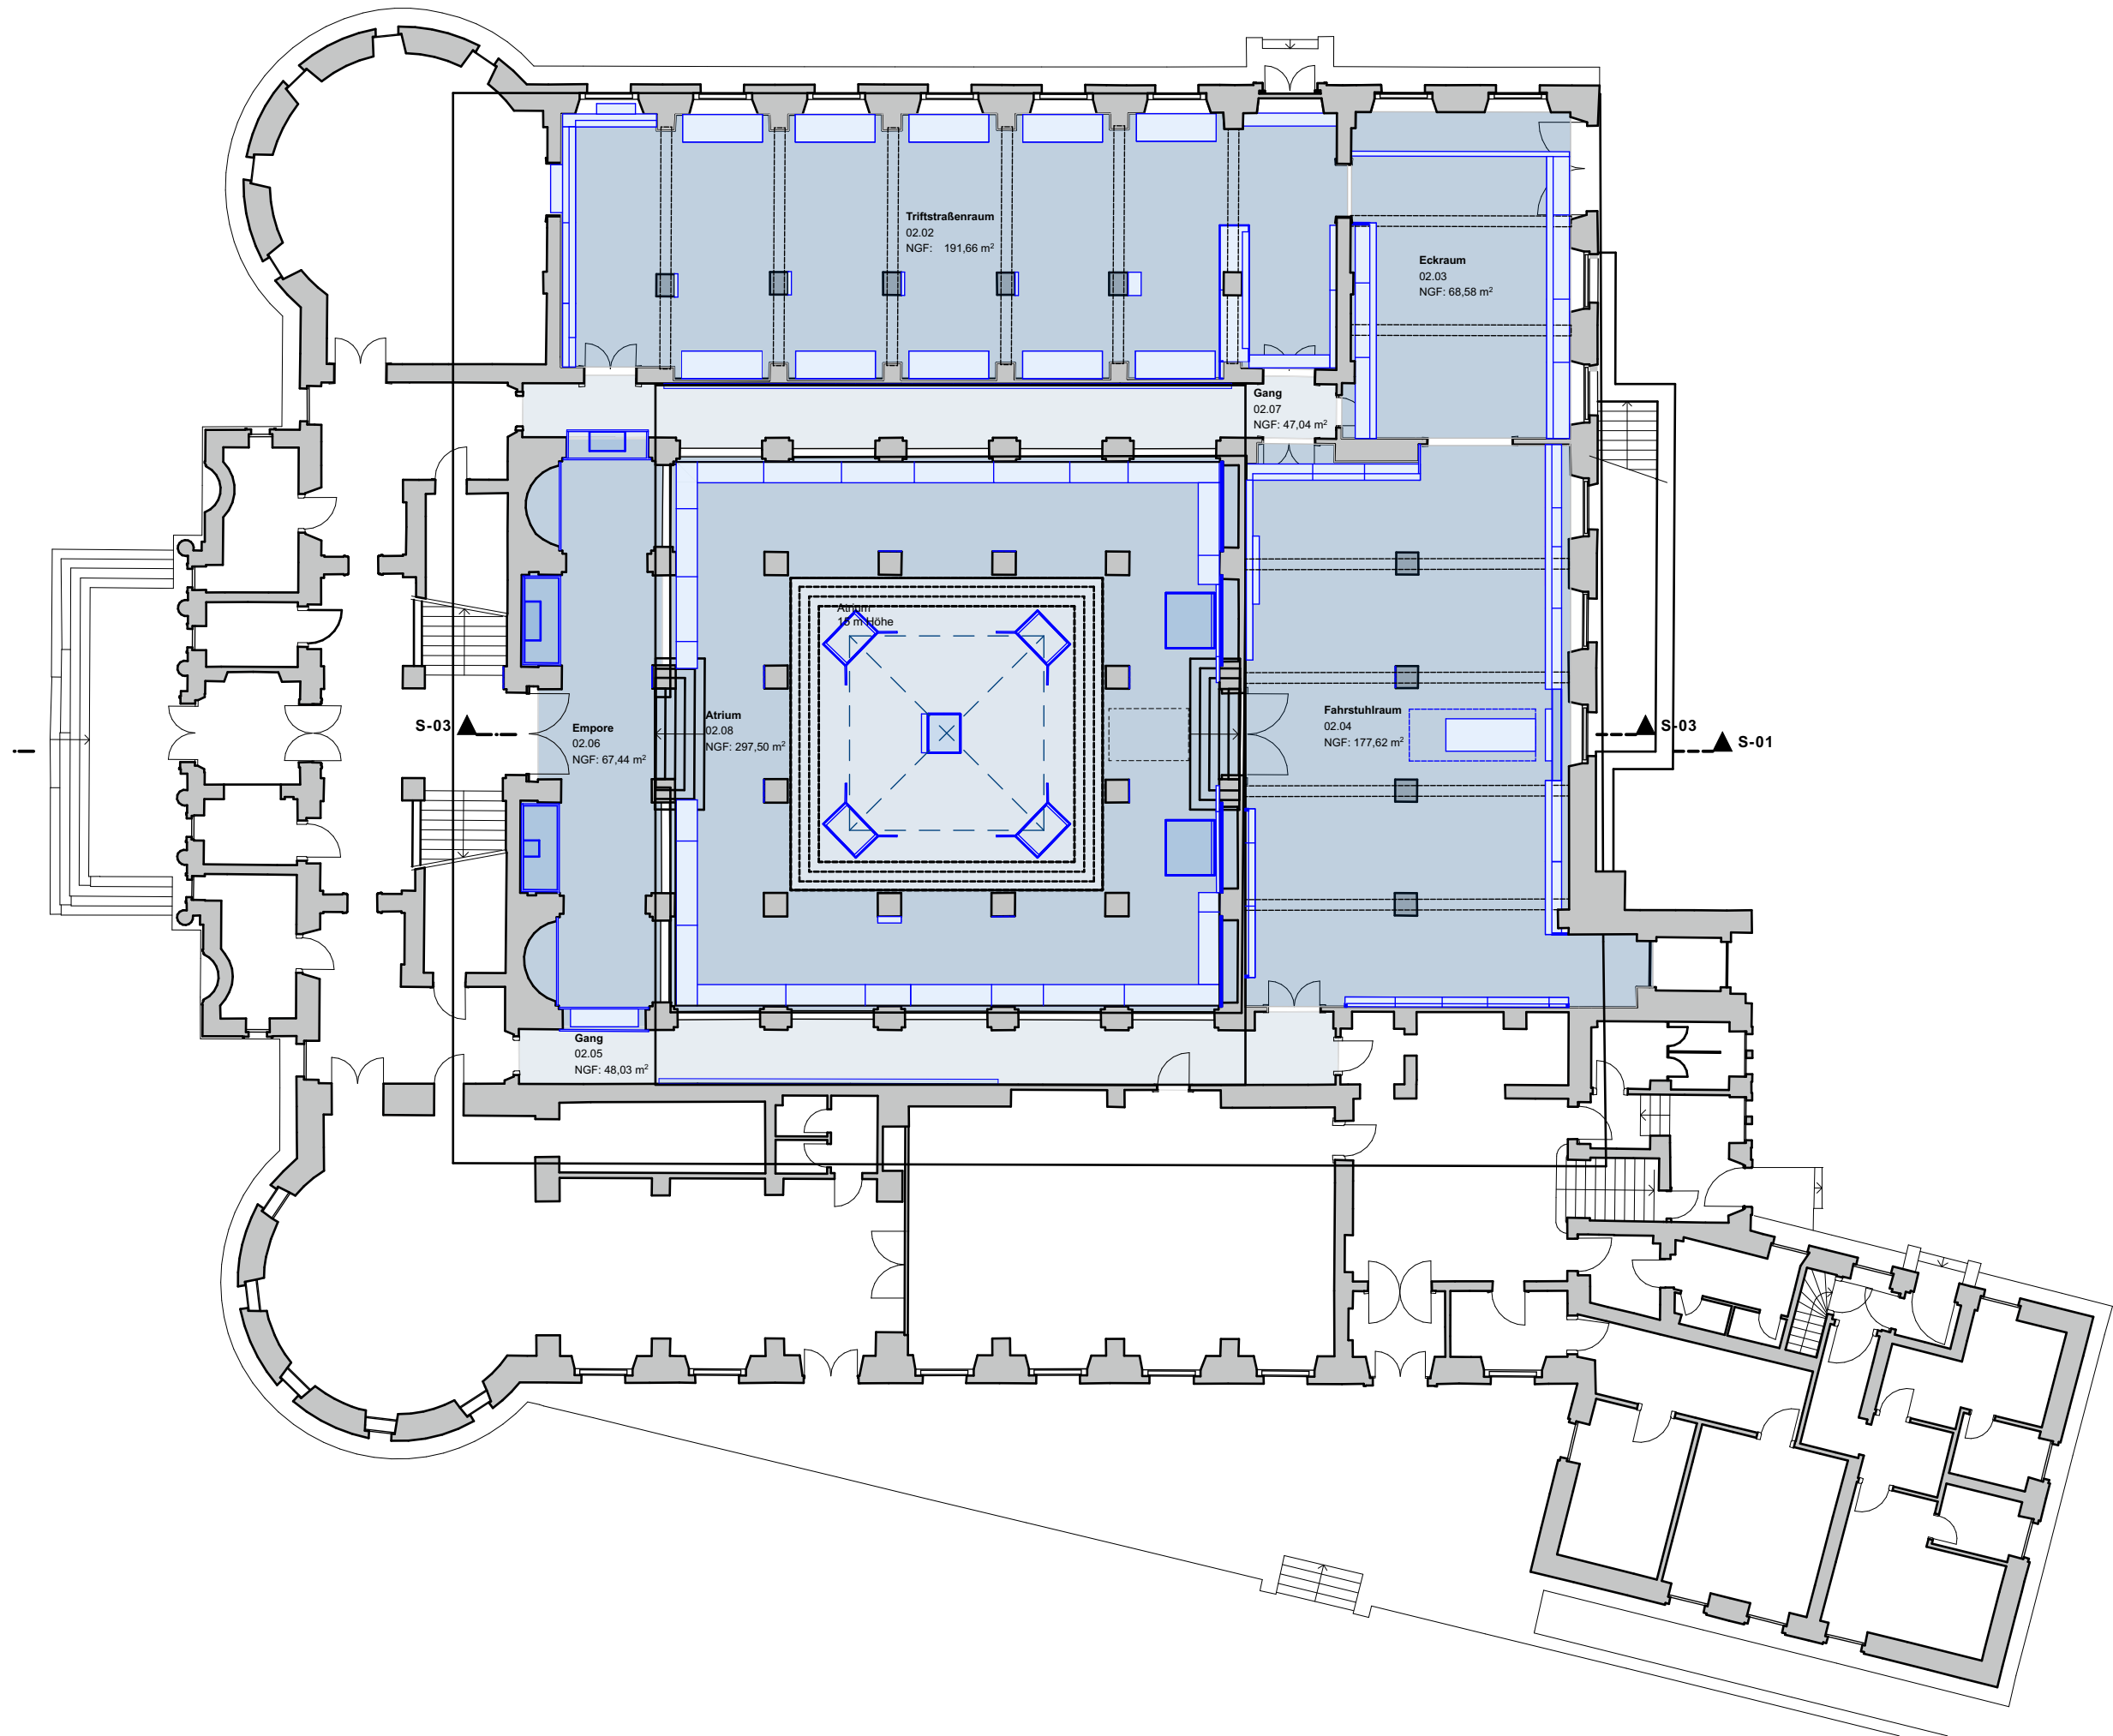 Triftstraßenraum
02.02
NGF: 191,66 m²
Eckraum
02.03
NGF: 68,58 m²
Gang
02.07
NGF: 47,04 m²
Atrium
15 m Höhe
Empore
02.06
NGF: 67,44 m²
Atrium
02.08
NGF: 297,50 m²
Fahrstuhlraum
02.04
NGF: 177,62 m²
S-03
S-03
S-01
Gang
02.05
NGF: 48,03 m²